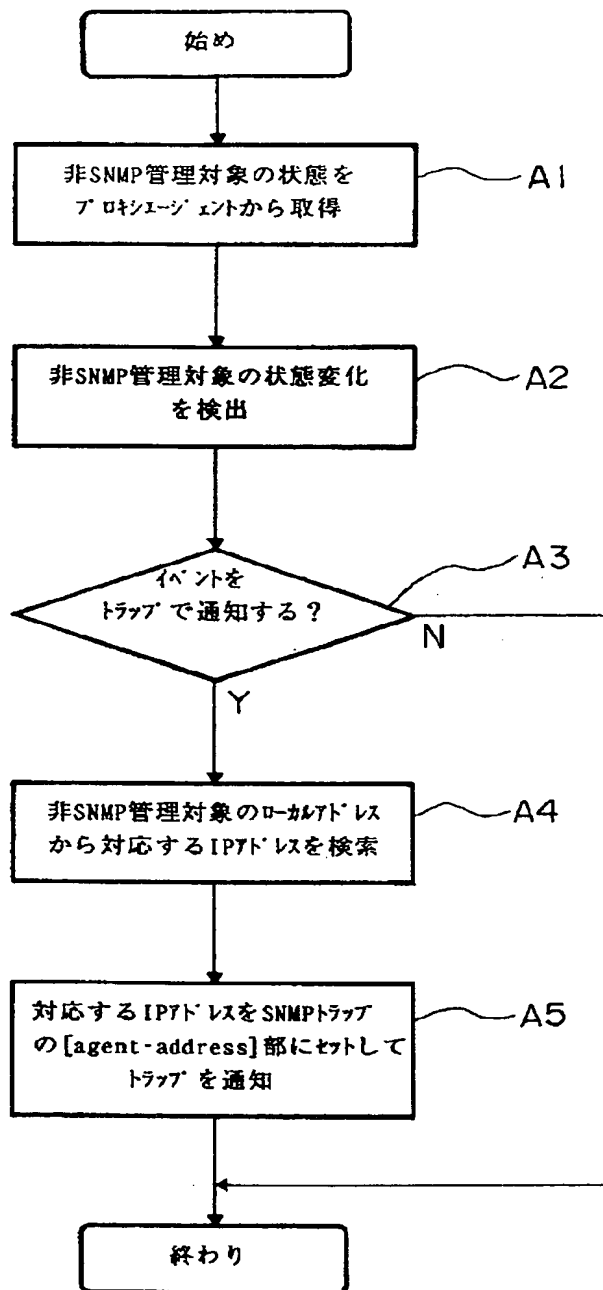 始め
非SNMP管理対象の状態を
プロキシエージェントから取得
A1
非SNMP管理対象の状態変化
を検出
A2
イベントを
トラップで通知する?
A3
N
Y
非SNMP管理対象のローカルアドレス
から対応するIPアドレスを検索
A4
対応するIPアドレスをSNMPトラップ
の[agent-address]部にセットして
トラップを通知
A5
終わり